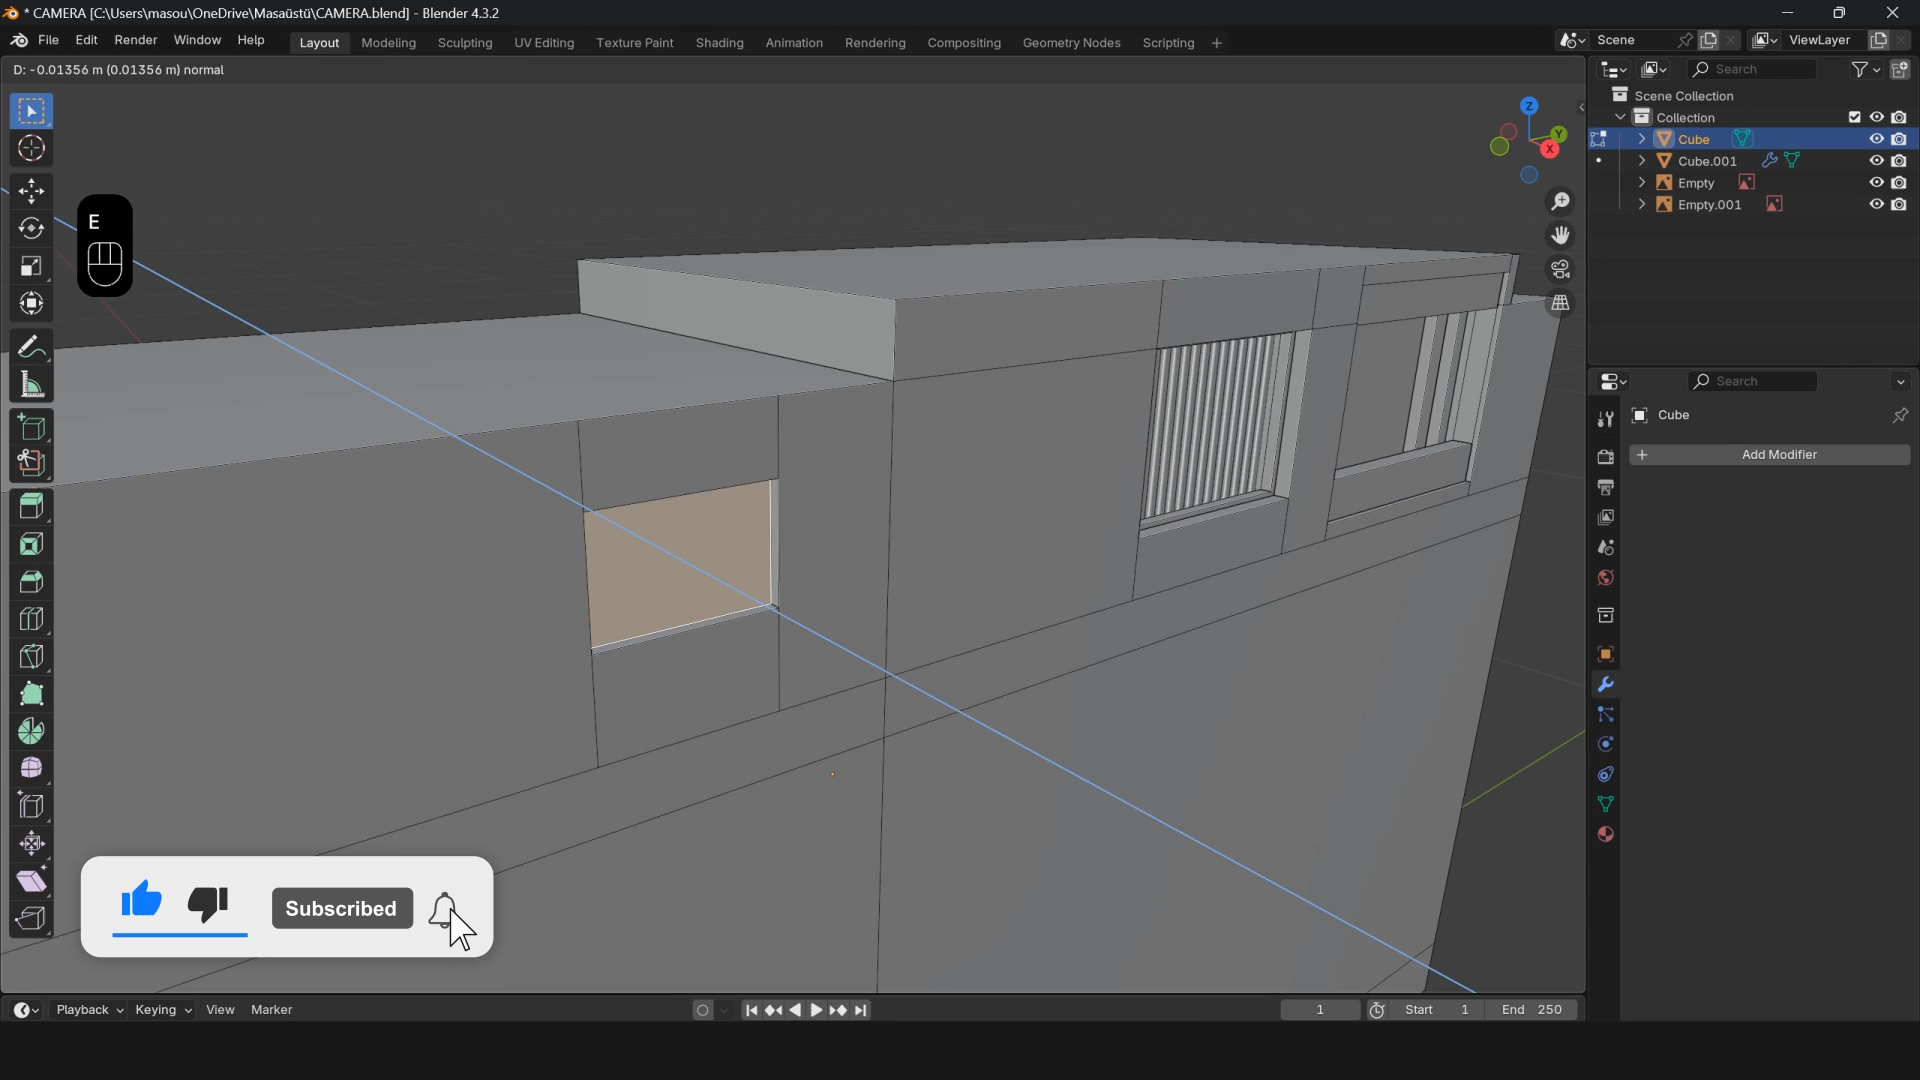 * CAMERA [C:\Users\masou\OneDrive\Masaüstü\CAMERA.blend] - Blender 4.3.2
File Edit Render Window Help Layout Modeling Sculpting UV Editing Texture Paint Shading Animation Rendering Compositing Geometry Nodes Scripting + Scene ViewLayer
D: -0.01356 m (0.01356 m) normal
Search
Scene Collection
Collection
Cube
Cube.001
Empty
Empty.001
Z
Y
X
E
Search
Cube
+ Add Modifier
Subscribed
Playback Keying View Marker 1 Start 1 End 250